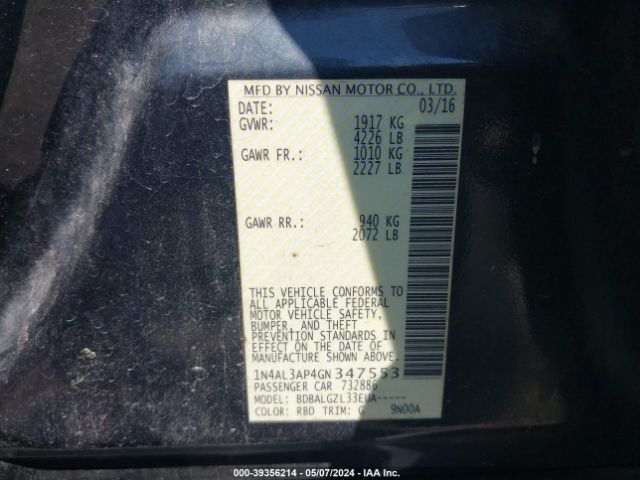 MFD BY NISSAN MOTOR CO., LTD.
DATE: 03/16
GVWR: 1917 KG
4226 LB
GAWR FR.: 1010 KG
2227 LB
GAWR RR.: 940 KG
2072 LB
THIS VEHICLE CONFORMS TO
ALL APPLICABLE FEDERAL
MOTOR VEHICLE SAFETY,
BUMPER, AND THEFT
PREVENTION STANDARDS IN
EFFECT ON THE DATE OF
MANUFACTURE SHOWN ABOVE.
1N4AL3AP4GN347553
PASSENGER CAR 732886
MODEL: BDBALGZL33EUA-----
COLOR: RBD TRIM: G 9N00A
000-39356214 - 05/07/2024 - IAA Inc.